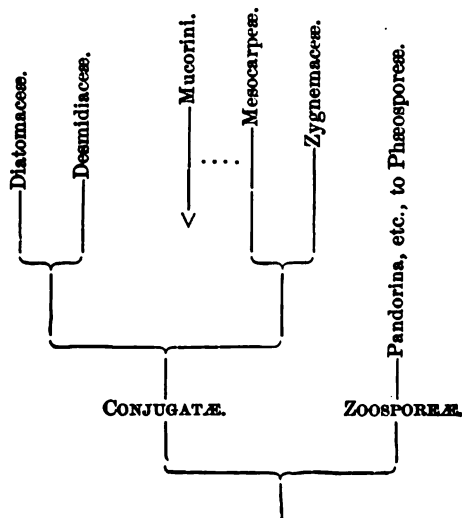 Diatomaceæ.
Desmidiaceæ.
Mucorini.
Mesocarpeæ.
Zygnemaceæ.
Pandorina, etc., to Phæosporeæ.
CONJUGATÆ.
ZOOSPOREÆ.